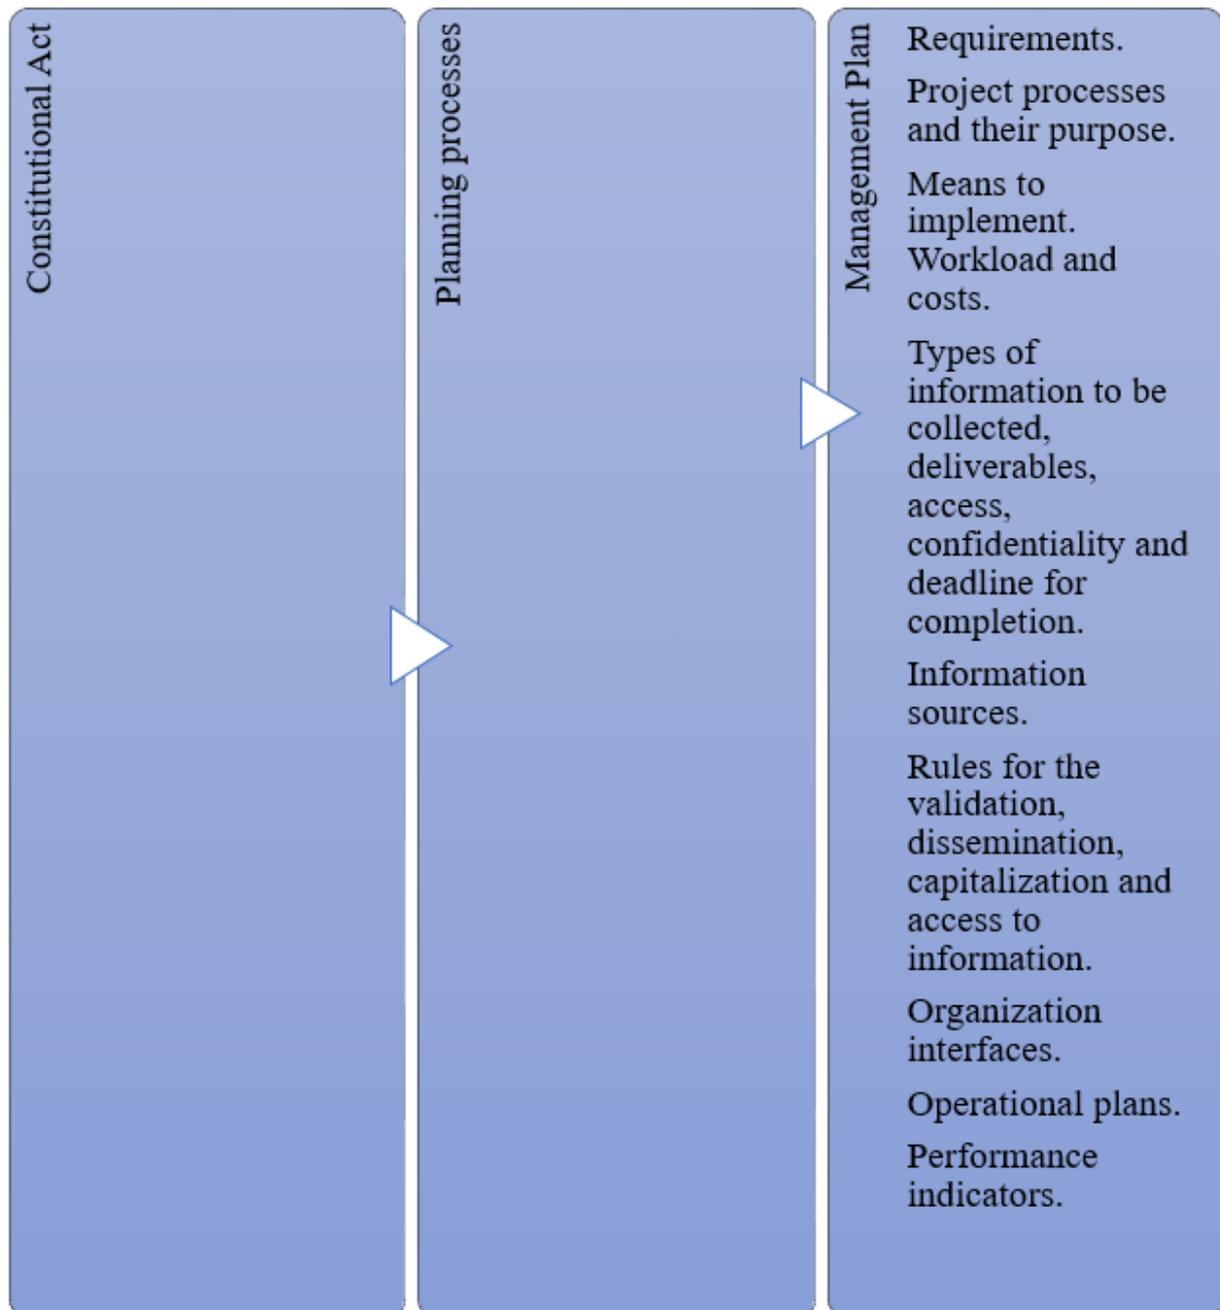 Constitutional Act
Planning processes
Management Plan
Requirements.
Project processes
and their purpose.
Means to
implement.
Workload and
costs.
Types of
information to be
collected,
deliverables,
access,
confidentiality and
deadline for
completion.
Information
sources.
Rules for the
validation,
dissemination,
capitalization and
access to
information.
Organization
interfaces.
Operational plans.
Performance
indicators.